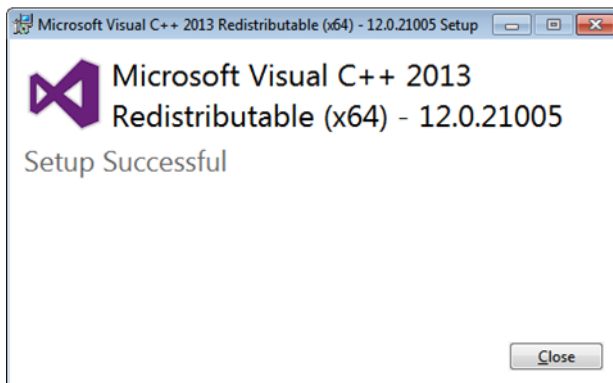 Microsoft Visual C++ 2013 Redistributable (x64) - 12.0.21005 Setup
Microsoft Visual C++ 2013
Redistributable (x64) - 12.0.21005
Setup Successful
Close